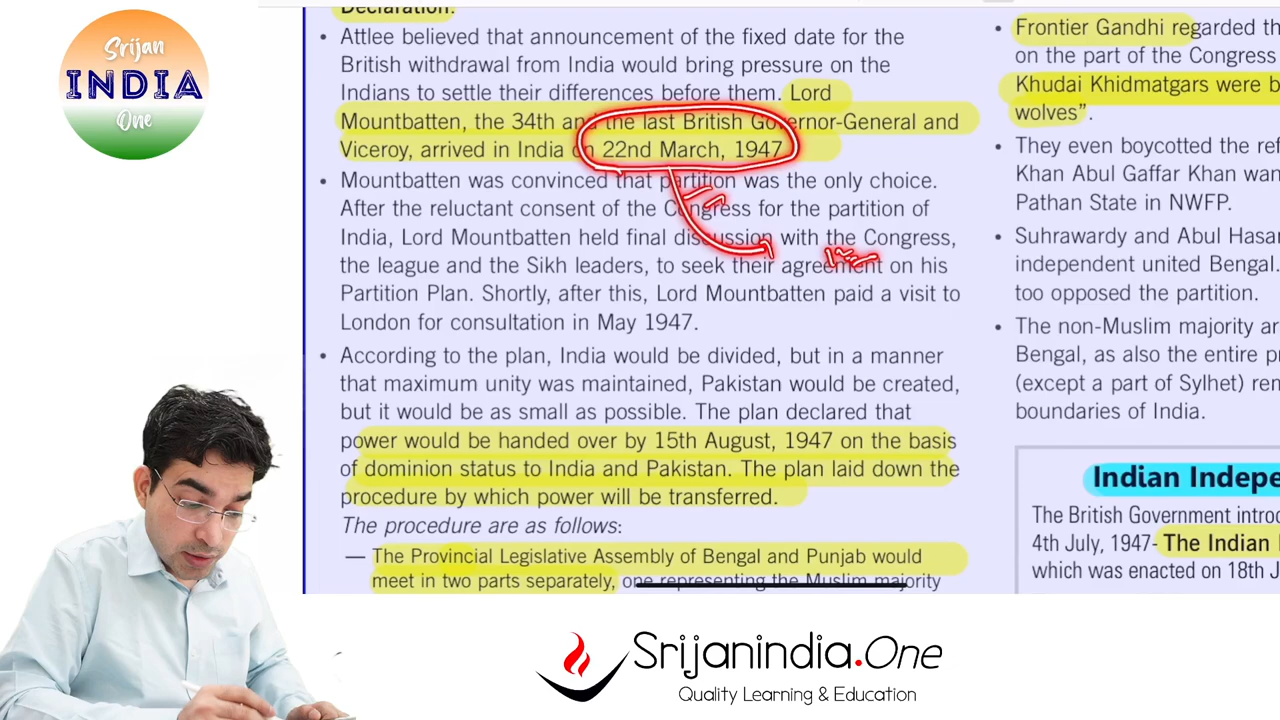 Srijan
INDIA
One
Declaration.
• Attlee believed that announcement of the fixed date for the
British withdrawal from India would bring pressure on the
Indians to settle their differences before them. Lord
Mountbatten, the 34th and the last British Governor-General and
Viceroy, arrived in India on 22nd March, 1947.
• Mountbatten was convinced that partition was the only choice.
After the reluctant consent of the Congress for the partition of
India, Lord Mountbatten held final discussion with the Congress,
the league and the Sikh leaders, to seek their agreement on his
Partition Plan. Shortly, after this, Lord Mountbatten paid a visit to
London for consultation in May 1947.
• According to the plan, India would be divided, but in a manner
that maximum unity was maintained, Pakistan would be created,
but it would be as small as possible. The plan declared that
power would be handed over by 15th August, 1947 on the basis
of dominion status to India and Pakistan. The plan laid down the
procedure by which power will be transferred.
The procedure are as follows:
— The Provincial Legislative Assembly of Bengal and Punjab would
meet in two parts separately, one representing the Muslim majority
• Frontier Gandhi regarded th
on the part of the Congress
Khudai Khidmatgars were b
wolves”.
• They even boycotted the ref
Khan Abul Gaffar Khan wan
Pathan State in NWFP.
• Suhrawardy and Abul Hasa
independent united Bengal.
too opposed the partition.
• The non-Muslim majority ar
Bengal, as also the entire p
(except a part of Sylhet) re
boundaries of India.
Indian Indepe
The British Government intro
4th July, 1947- The Indian
which was enacted on 18th J
Srijanindia.One
Quality Learning & Education